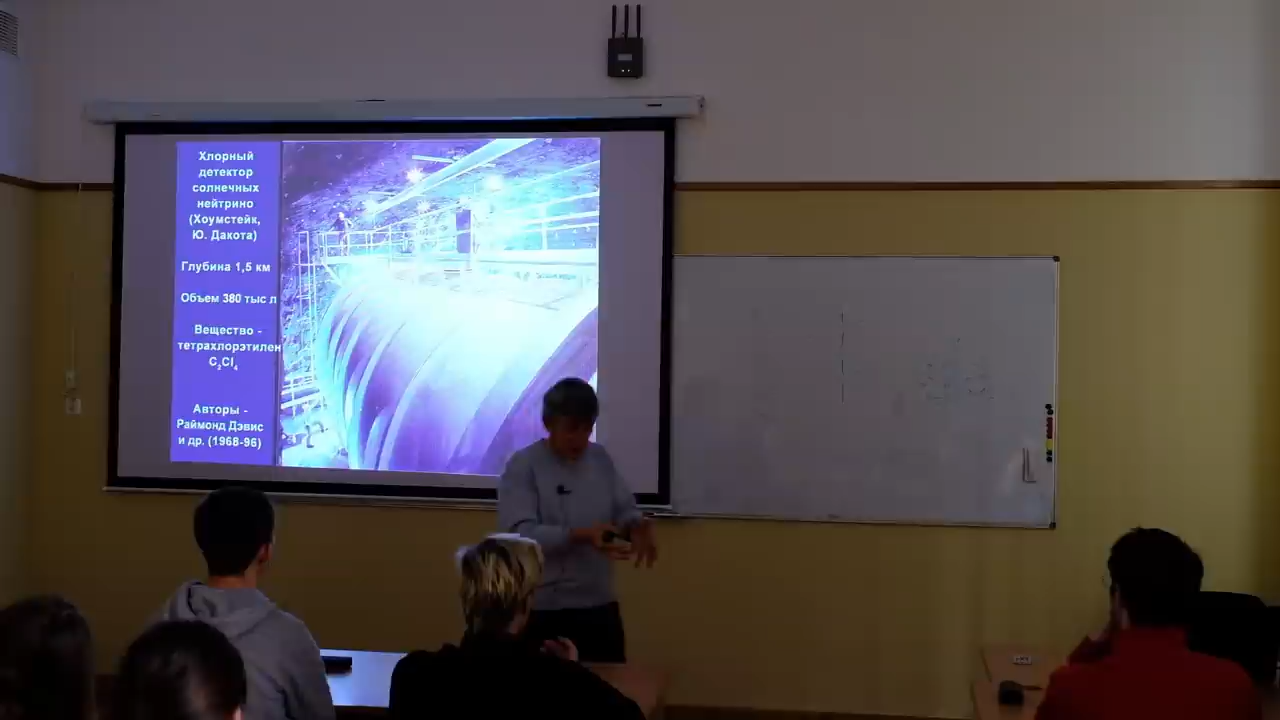 Хлорный
детектор
солнечных
нейтрино
(Хоумстейк,
Ю. Дакота)
Глубина 1,5 км
Объем 380 тыс л
Вещество -
тетрахлорэтилен
C₂Cl₄
Авторы -
Раймонд Дэвис
и др. (1968-96)